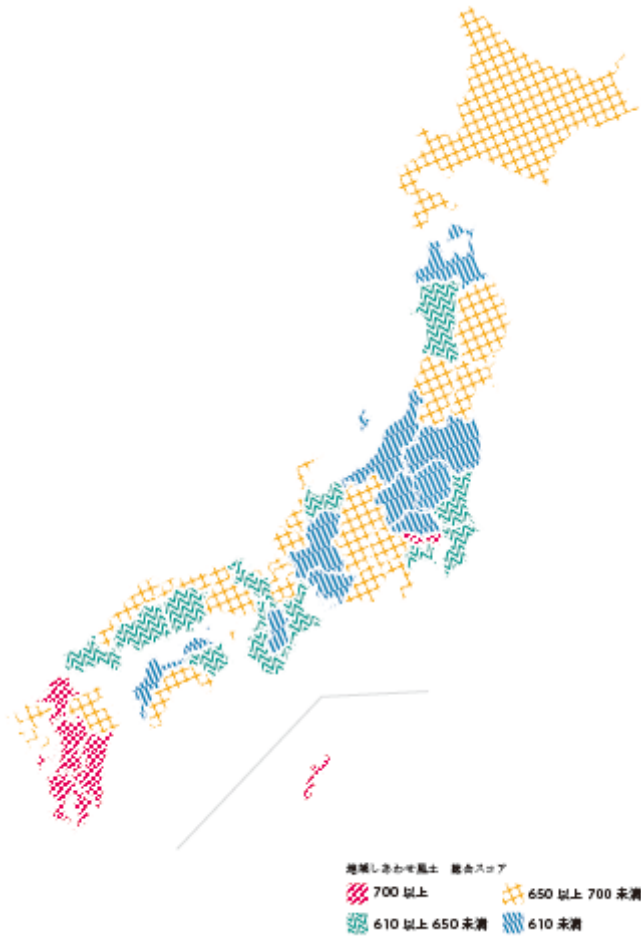 地域しあわせ風土 総合スコア
700 以上
650 以上 700 未満
610 以上 650 未満
610 未満